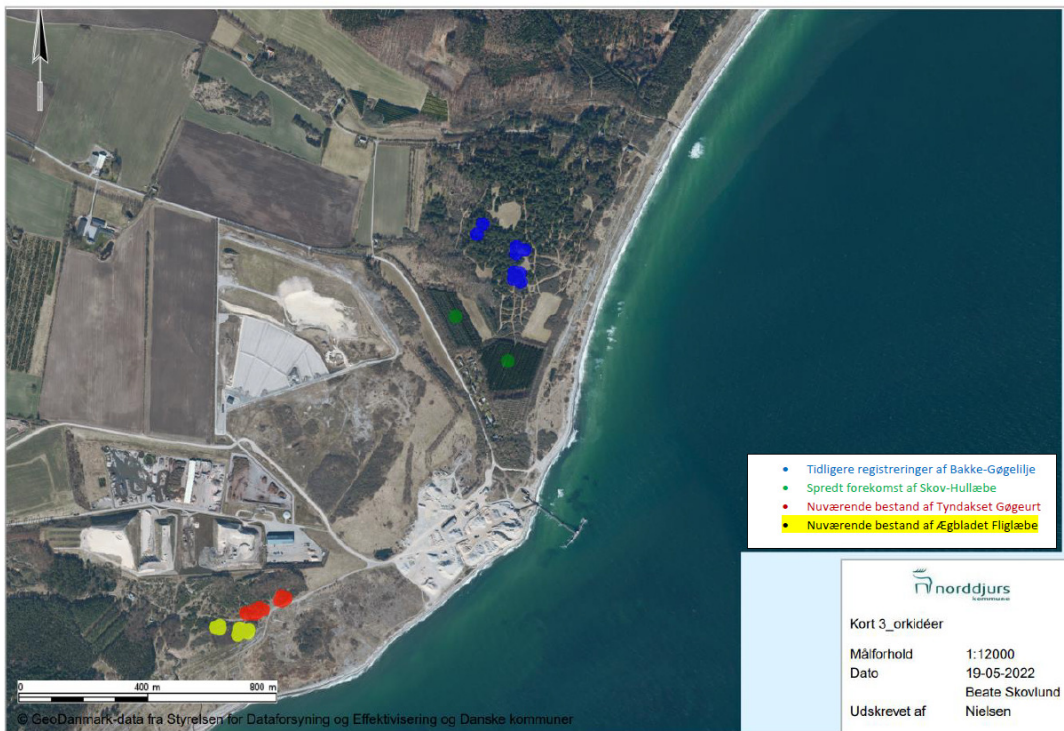 Tidligere registreringer af Bakke-Gøgelilje
Spredt forekomst af Skov-Hullæbe
Nuværende bestand af Tyndakset Gøgeurt
Nuværende bestand af Ægbladet Fliglæbe
norddjurs
kommune
Kort 3_orkidéer
Målforhold 1:12000
Dato 19-05-2022
Beate Skovlund
Udskrevet af Nielsen
0 400 m 800 m
© GeoDanmark-data fra Styrelsen for Dataforsyning og Effektivisering og Danske kommuner